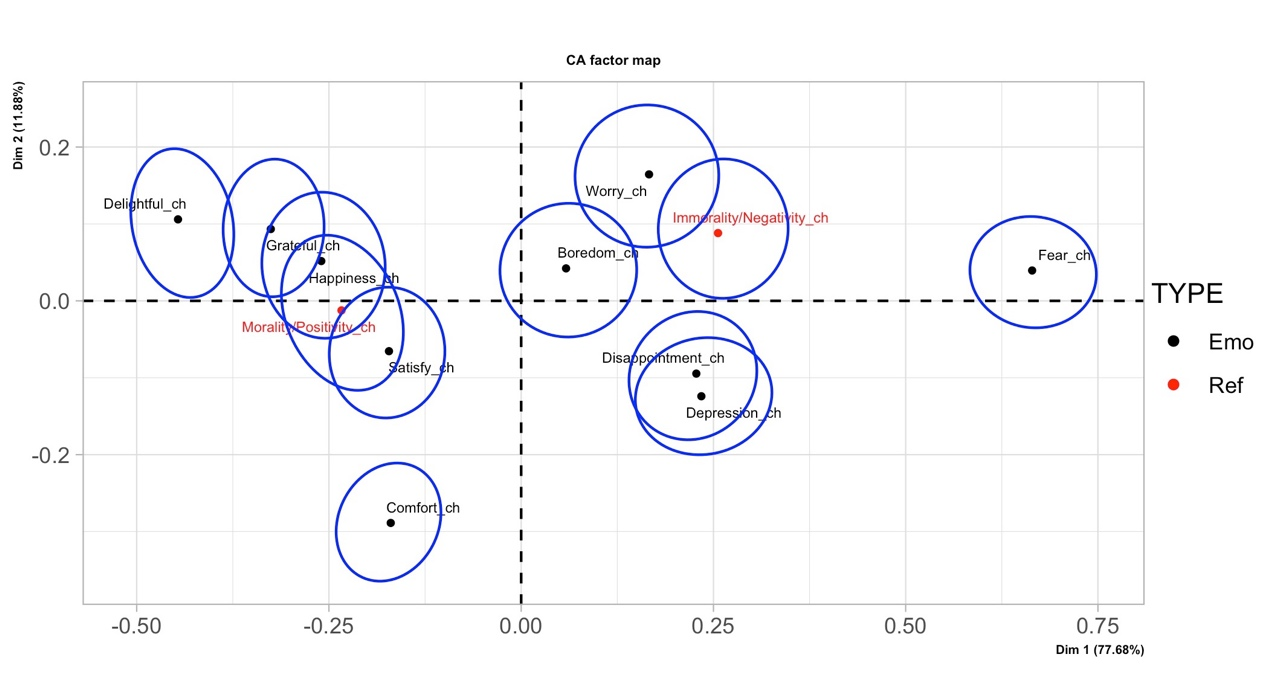 CA factor map
Dim 2 (11.88%)
0.2
0.0
-0.2
Delightful_ch
Grateful_ch
Happiness_ch
Morality/Positivity_ch
Satisfy_ch
Comfort_ch
Worry_ch
Immorality/Negativity_ch
Boredom_ch
Fear_ch
Disappointment_ch
Depression_ch
TYPE
Emo
Ref
-0.50
-0.25
0.00
0.25
0.50
0.75
Dim 1 (77.68%)